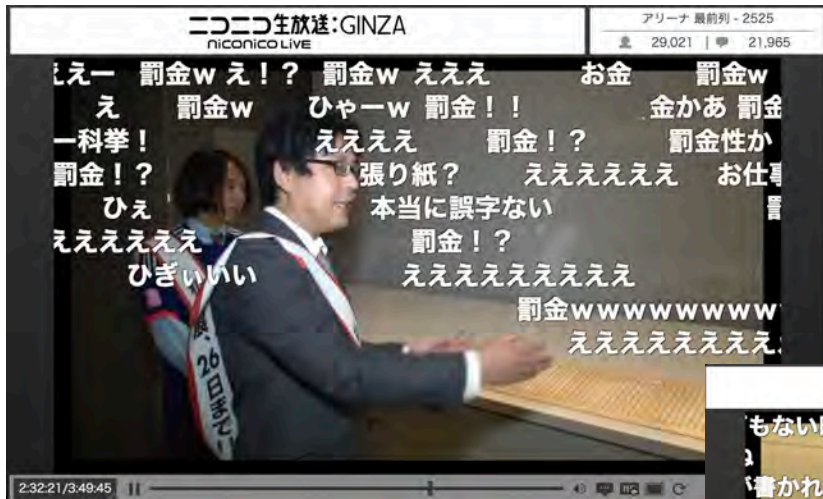 ニコニコ生放送:GINZA
niconico LIVE
アリーナ 最前列 - 2525
29,021 | 21,965
ええー 罰金w え!? 罰金w えええ お金 罰金w
え 罰金w ひゃーw 罰金!! 金かあ 罰金
ー科挙! ええええ 罰金!? 罰金性か
罰金!? 張り紙? ええええええ お仕事
ひぇ 本当に誤字ない 罰
ええええええ 罰金!?
ひぎぃいい えええええええええ
罰金wwwwwwwww
ええええええええ
26日まで!
もない
ね
が書かれ
2:32:21/3:49:45